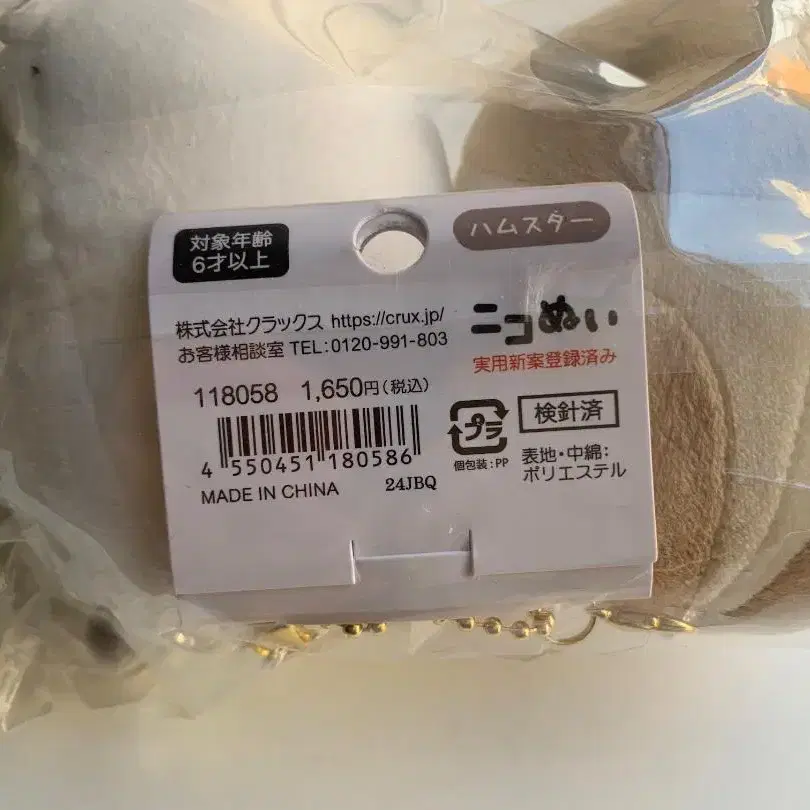 対象年齢
6才以上
ハムスター
株式会社クラックス https://crux.jp/
お客様相談室 TEL:0120-991-803
ニコぬい
実用新案登録済み
118058 1,650円(税込)
4 550451 180586
MADE IN CHINA 24JBQ
プラ
個包装:PP
検針済
表地・中綿:
ポリエステル